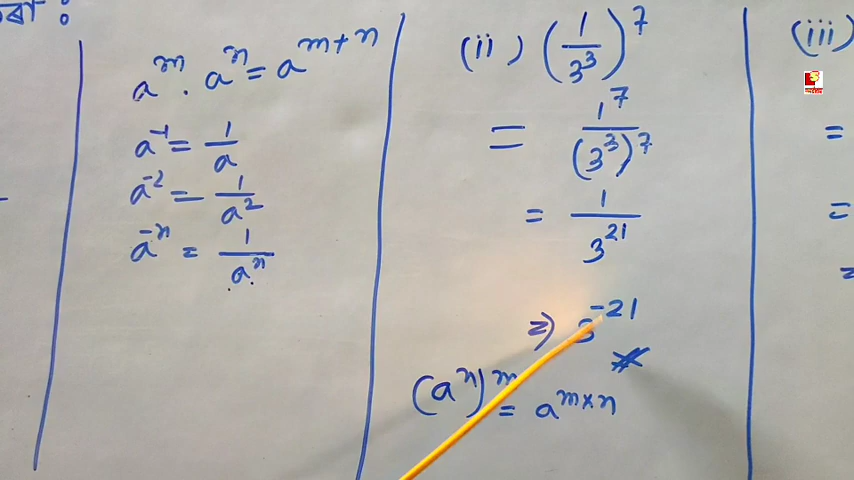 কৰা :
a^m . a^n = a^{m+n}
a^{-1} = 1/a
a^{-2} = 1/a^2
a^{-n} = 1/a^n
(ii) (1/3^3)^7
= 1^7/(3^3)^7
= 1/3^{21}
⇒ 3^{-21}
(a^n)^m = a^{m×n}
(iii)
=
=
=